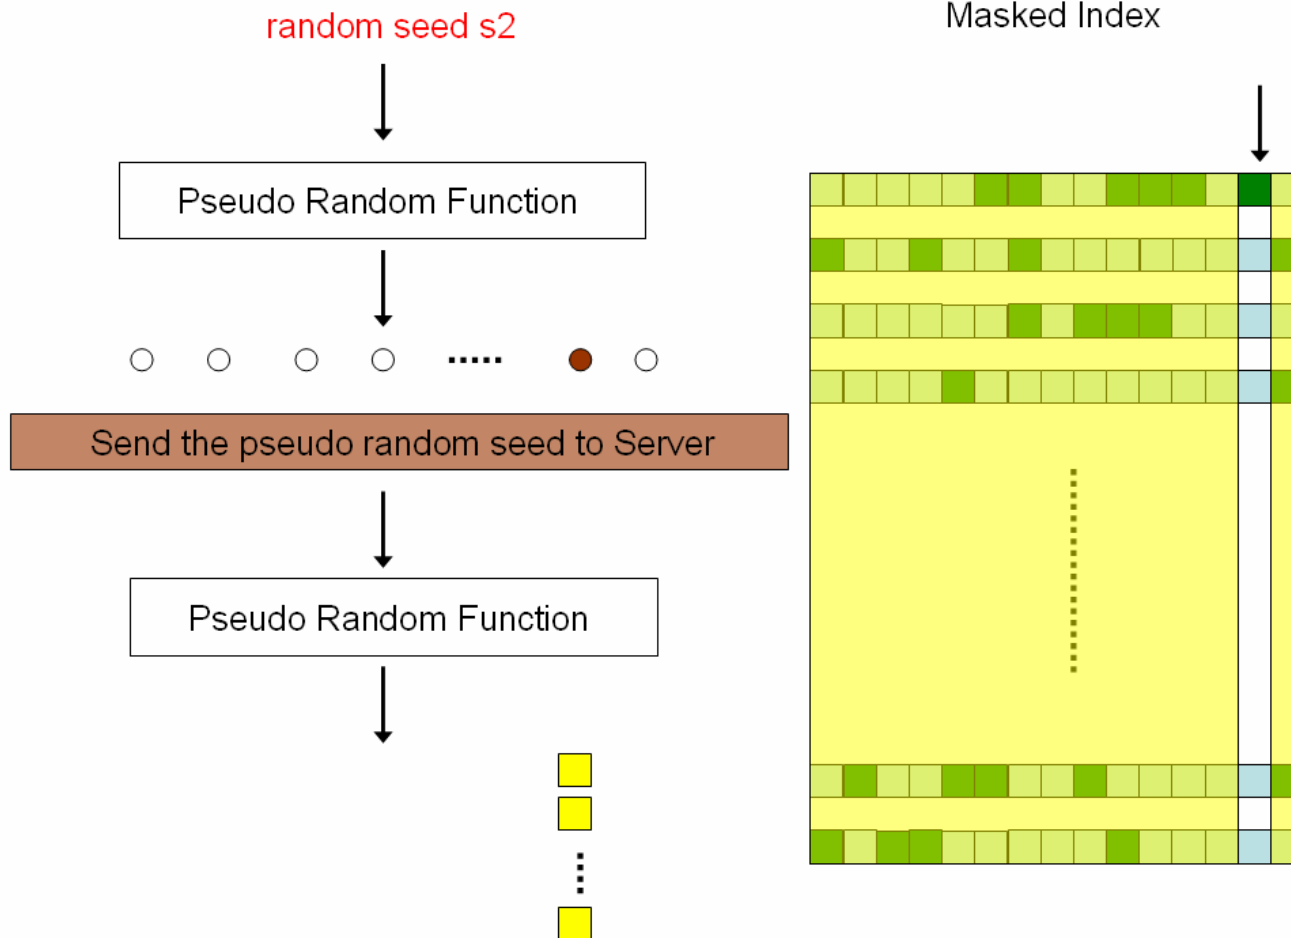 random seed s2
Masked Index
Pseudo Random Function
Send the pseudo random seed to Server
Pseudo Random Function